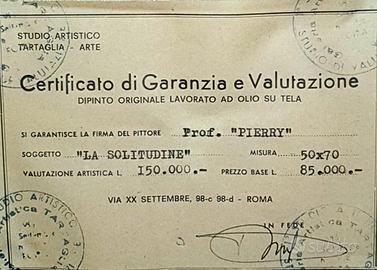 STUDIO ARTISTICO
TARTAGLIA - ARTE
Certificato di Garanzia e Valutazione
DIPINTO ORIGINALE LAVORATO AD OLIO SU TELA
SI GARANTISCE LA FIRMA DEL PITTORE Prof. "PIERRY"
SOGGETTO "LA SOLITUDINE" MISURA 50x70
VALUTAZIONE ARTISTICA L. 150.000.- PREZZO BASE L. 85.000.-
VIA XX SETTEMBRE, 98-c 98-d - ROMA
IN FEDE
STUDIO ARTISTICO